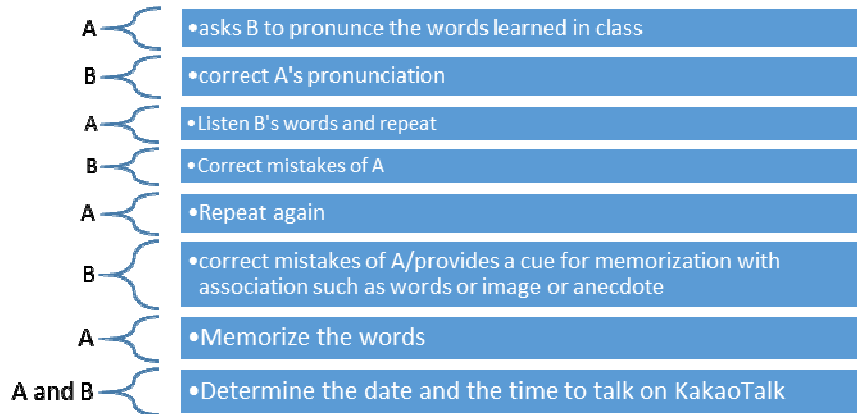 A •asks B to pronunce the words learned in class
B •correct A's pronunciation
A •Listen B's words and repeat
B •Correct mistakes of A
A •Repeat again
B •correct mistakes of A/provides a cue for memorization with
association such as words or image or anecdote
A •Memorize the words
A and B •Determine the date and the time to talk on KakaoTalk